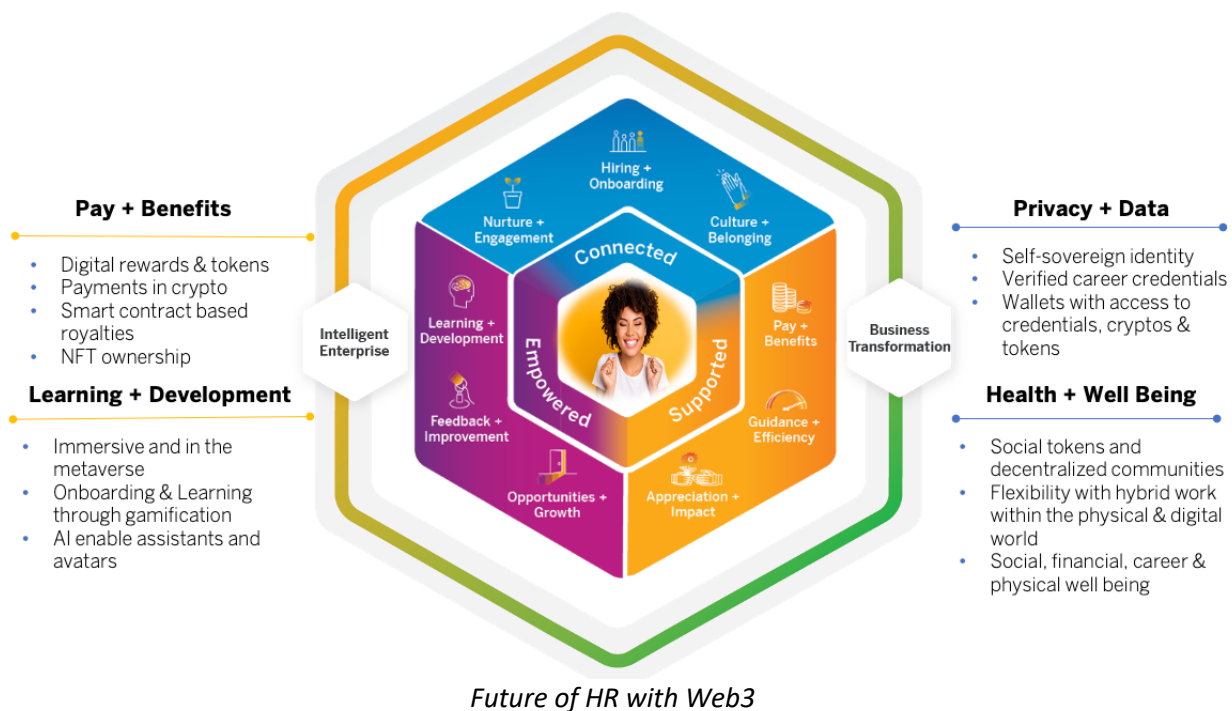 Pay + Benefits
• Digital rewards & tokens
• Payments in crypto
• Smart contract based
royalties
• NFT ownership
Learning + Development
• Immersive and in the
metaverse
• Onboarding & Learning
through gamification
• AI enable assistants and
avatars
Intelligent
Enterprise
Hiring +
Onboarding
Nurture +
Engagement
Culture +
Belonging
Connected
Learning +
Development
Empowered
Feedback +
Improvement
Opportunities +
Growth
Supported
Pay +
Benefits
Guidance +
Efficiency
Appreciation +
Impact
Business
Transformation
Privacy + Data
• Self-sovereign identity
• Verified career credentials
• Wallets with access to
credentials, cryptos &
tokens
Health + Well Being
• Social tokens and
decentralized communities
• Flexibility with hybrid work
within the physical & digital
world
• Social, financial, career &
physical well being
Future of HR with Web3